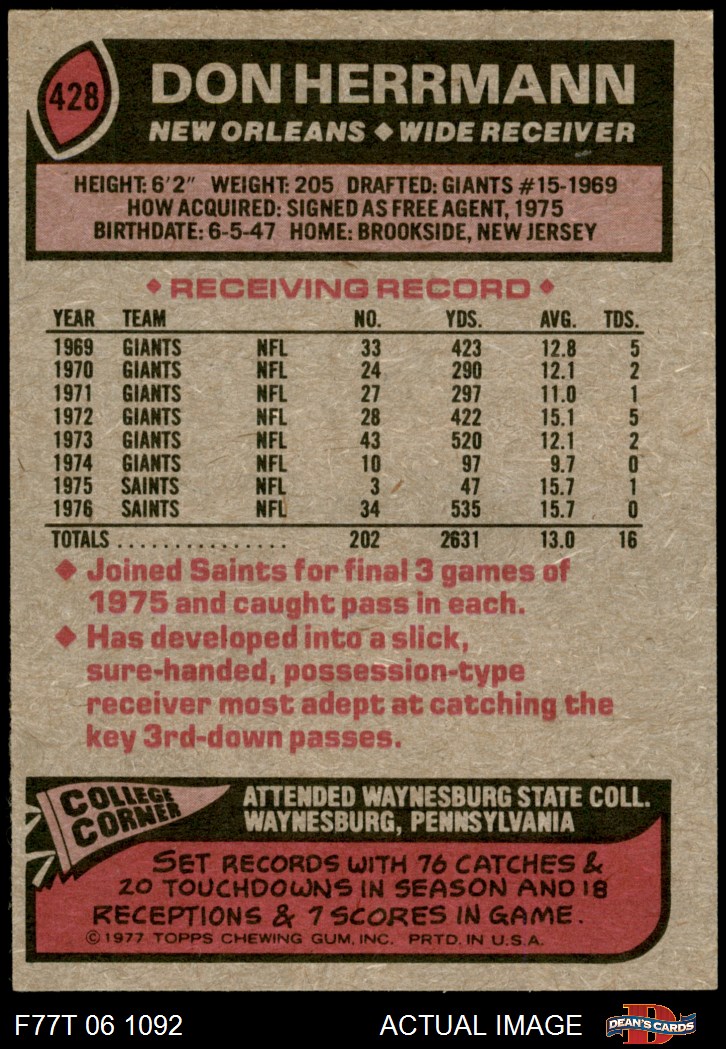 428
DON HERRMANN
NEW ORLEANS ◆ WIDE RECEIVER
HEIGHT: 6'2" WEIGHT: 205 DRAFTED: GIANTS #15-1969
HOW ACQUIRED: SIGNED AS FREE AGENT, 1975
BIRTHDATE: 6-5-47 HOME: BROOKSIDE, NEW JERSEY
◆ RECEIVING RECORD ◆
YEAR TEAM NO. YDS. AVG. TDS.
1969 GIANTS NFL 33 423 12.8 5
1970 GIANTS NFL 24 290 12.1 2
1971 GIANTS NFL 27 297 11.0 1
1972 GIANTS NFL 28 422 15.1 5
1973 GIANTS NFL 43 520 12.1 2
1974 GIANTS NFL 10 97 9.7 0
1975 SAINTS NFL 3 47 15.7 1
1976 SAINTS NFL 34 535 15.7 0
TOTALS ................ 202 2631 13.0 16
◆ Joined Saints for final 3 games of
1975 and caught pass in each.
◆ Has developed into a slick,
sure-handed, possession-type
receiver most adept at catching the
key 3rd-down passes.
COLLEGE
CORNER
ATTENDED WAYNESBURG STATE COLL.
WAYNESBURG, PENNSYLVANIA
SET RECORDS WITH 76 CATCHES &
20 TOUCHDOWNS IN SEASON AND 18
RECEPTIONS & 7 SCORES IN GAME.
©1977 TOPPS CHEWING GUM, INC. PRTD. IN U.S.A.
F77T 06 1092 ACTUAL IMAGE
D
DEAN'S CARDS